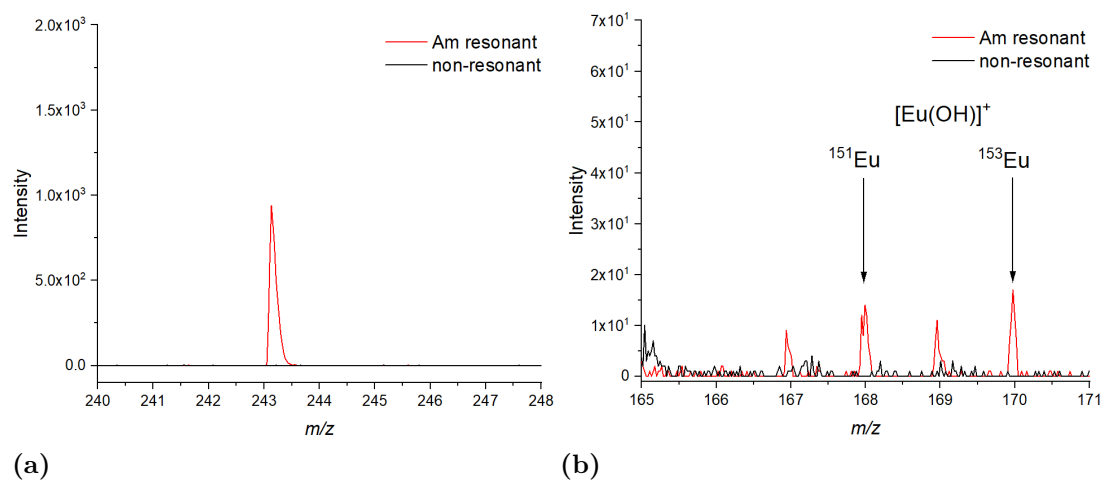 2.0x10³
1.5x10³
1.0x10³
5.0x10²
0.0
Intensity
240 241 242 243 244 245 246 247 248
m/z
Am resonant
non-resonant
(a)
7x10¹
6x10¹
5x10¹
4x10¹
3x10¹
2x10¹
1x10¹
0
Intensity
165 166 167 168 169 170 171
m/z
Am resonant
non-resonant
[Eu(OH)]⁺
¹⁵¹Eu
¹⁵³Eu
(b)